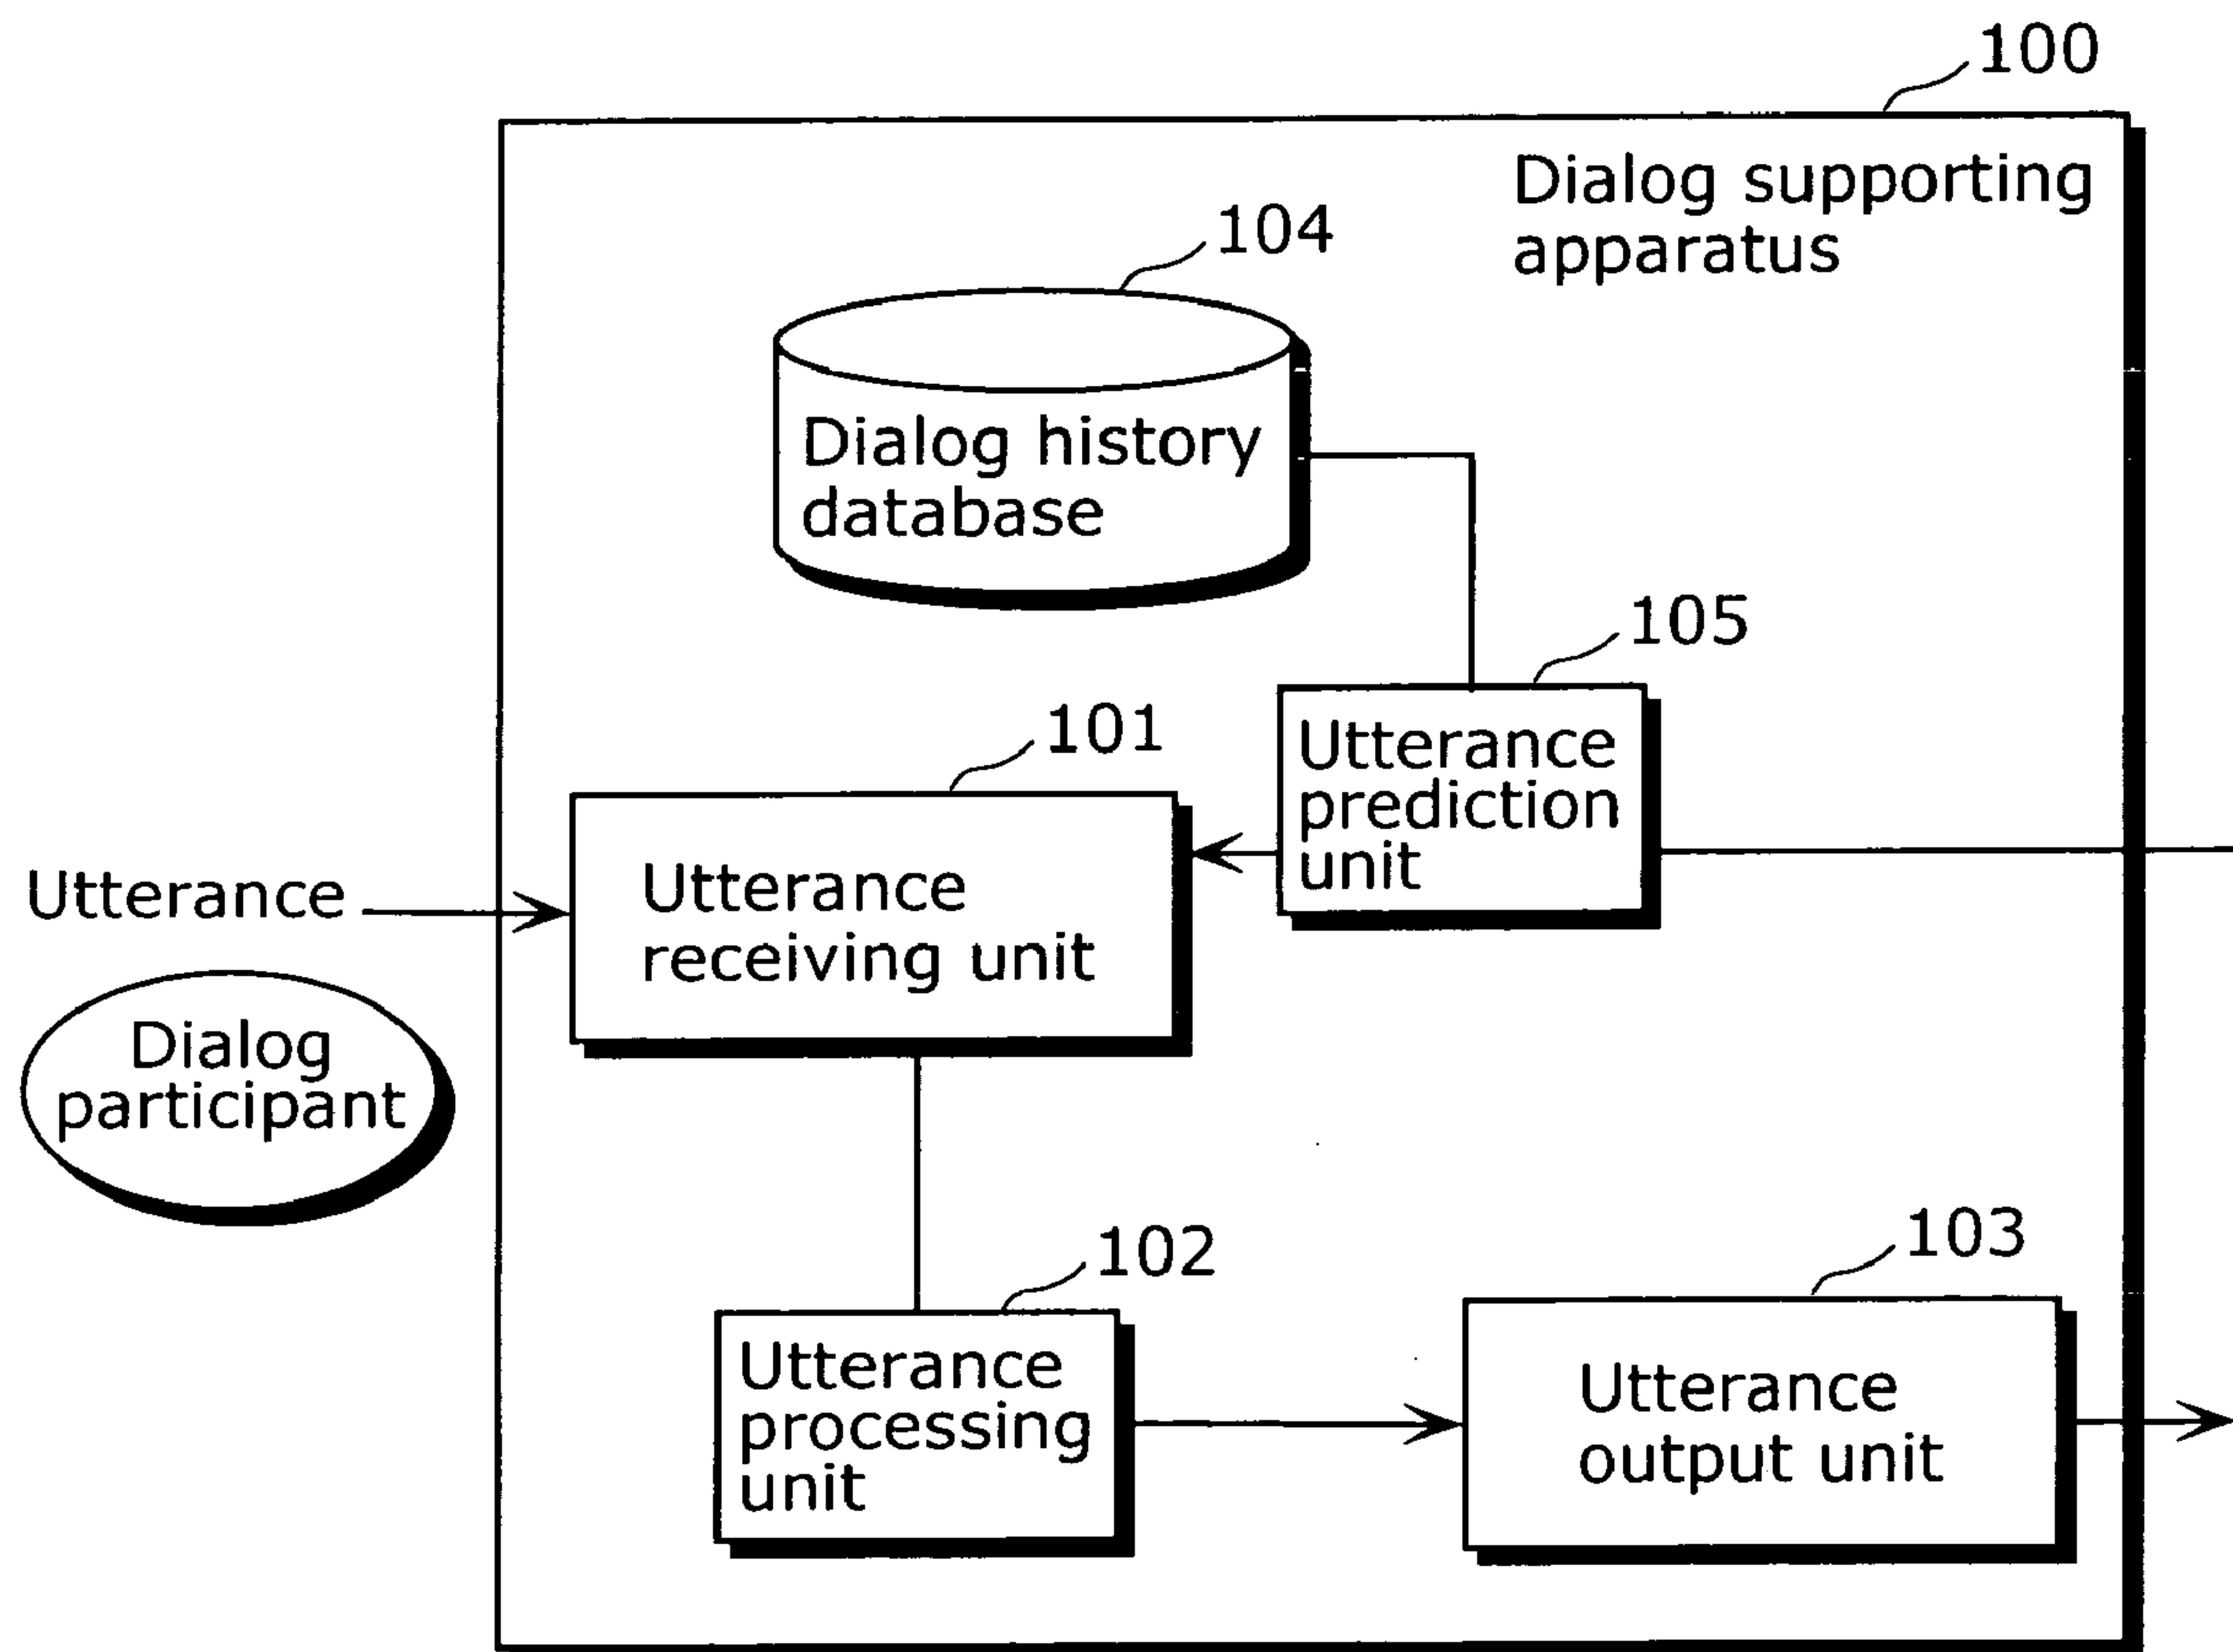 100
Dialog supporting
apparatus
104
Dialog history
database
105
Utterance
prediction
unit
101
Utterance
receiving unit
Utterance
Dialog
participant
102
Utterance
processing
unit
103
Utterance
output unit